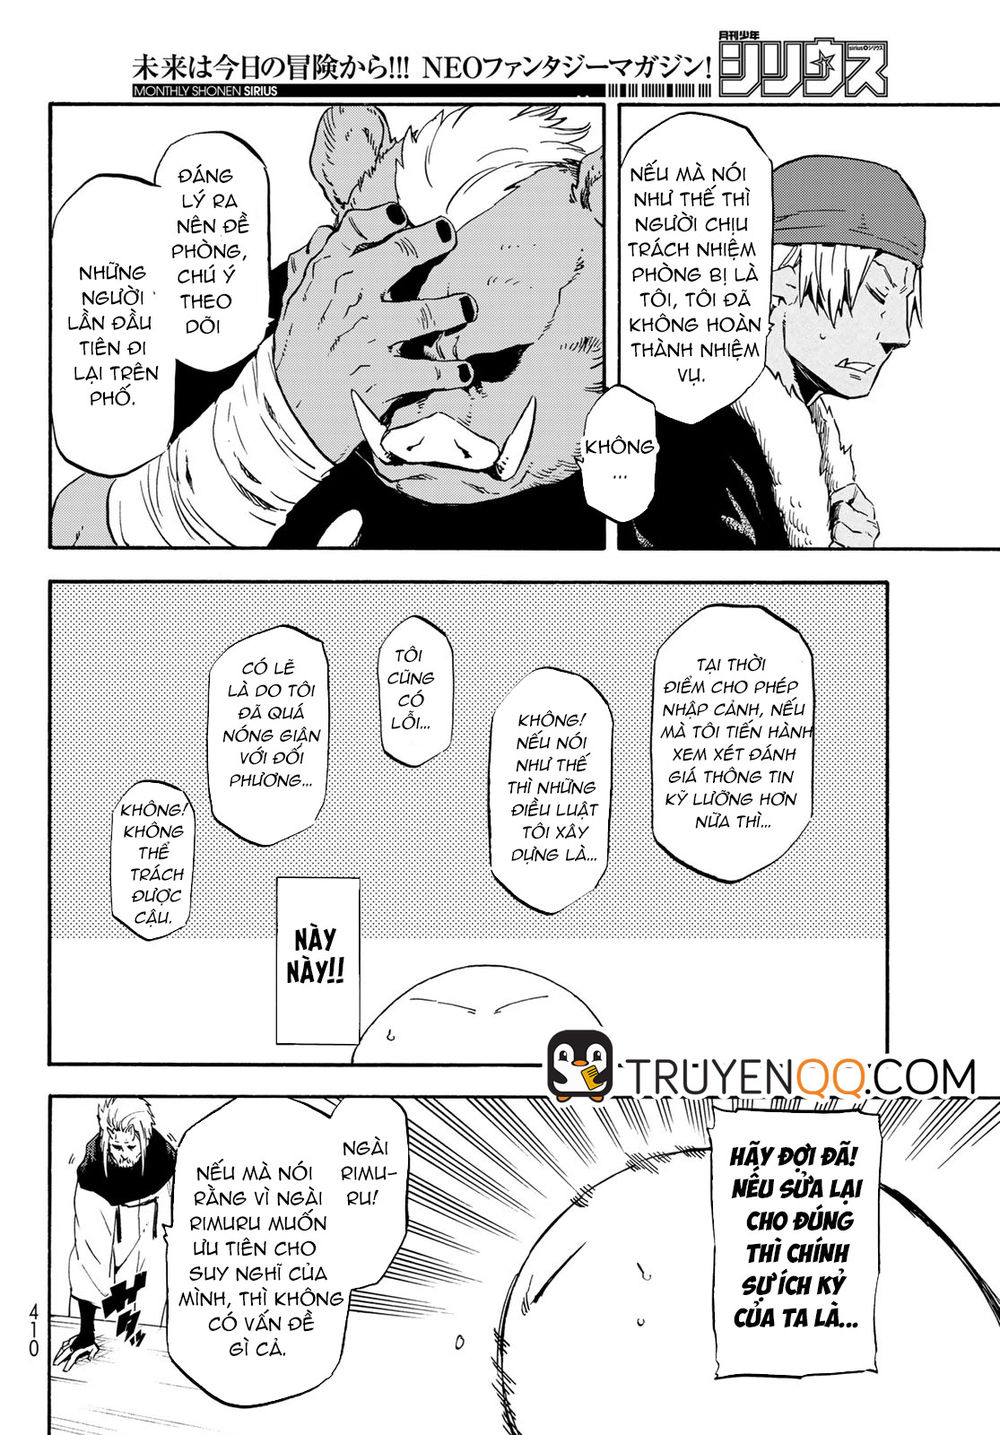 未来は今日の冒険から!!! NEOファンタジーマガジン!
MONTHLY SHONEN SIRIUS
月刊少年
シリウス
NẾU MÀ NÓI
NHƯ THẾ THÌ
NGƯỜI CHỊU
TRÁCH NHIỆM
PHÒNG BỊ LÀ
TÔI, TÔI ĐÃ
KHÔNG HOÀN
THÀNH NHIỆM
VỤ.
KHÔNG
...
ĐÁNG
LÝ RA
NÊN ĐỀ
PHÒNG,
CHÚ Ý
THEO
DÕI
NHỮNG
NGƯỜI
LẦN ĐẦU
TIÊN ĐI
LẠI TRÊN
PHỐ.
TẠI THỜI
ĐIỂM CHO PHÉP
NHẬP CẢNH, NẾU
MÀ TÔI TIẾN HÀNH
XEM XÉT ĐÁNH
GIÁ THÔNG TIN
KỸ LƯỠNG HƠN
NỮA THÌ...
KHÔNG!
NẾU NÓI
NHƯ THẾ
THÌ NHỮNG
ĐIỀU LUẬT
TÔI XÂY
DỰNG LÀ...
TÔI
CŨNG
CÓ
LỖI...
CÓ LẼ
LÀ DO TÔI
ĐÃ QUÁ
NÓNG GIẬN
VỚI ĐỐI
PHƯƠNG...
KHÔNG!
KHÔNG
THỂ
TRÁCH
ĐƯỢC
CẬU.
NÀY
NÀY!!
TRUYENQQ.COM
HÃY ĐỢI ĐÃ!
NẾU SỬA LẠI
CHO ĐÚNG
THÌ CHÍNH
SỰ ÍCH KỶ
CỦA TA LÀ...
NGÀI
RIMU-
RU!
NẾU MÀ NÓI
RẰNG VÌ NGÀI
RIMURU MUỐN
ƯU TIÊN CHO
SUY NGHĨ CỦA
MÌNH, THÌ KHÔNG
CÓ VẤN ĐỀ
GÌ CẢ.
410